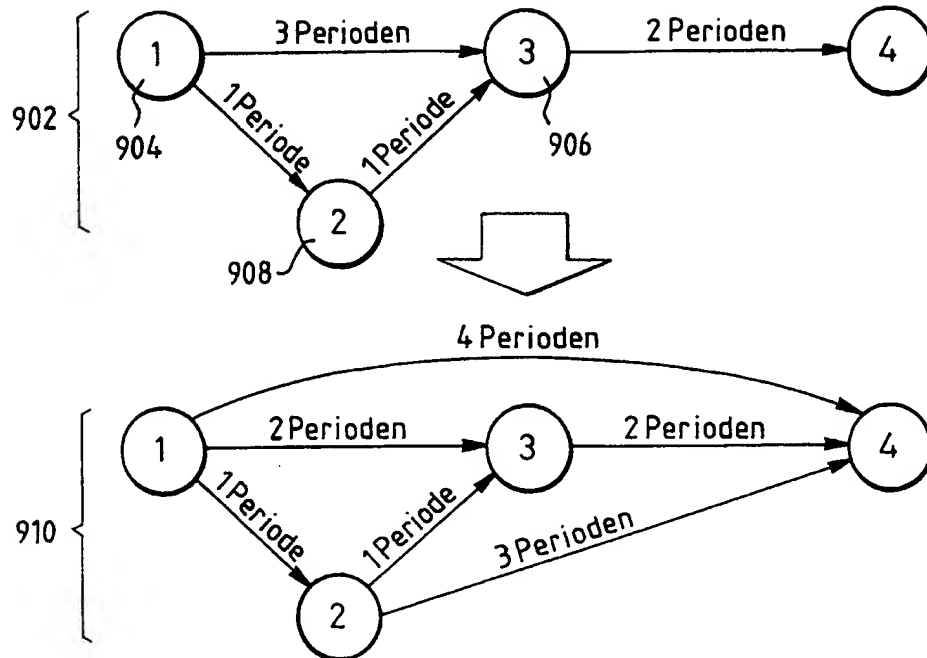 1
3 Perioden
3
2 Perioden
4
902
904
1 Periode
1 Periode
906
2
908
4 Perioden
1
2 Perioden
3
2 Perioden
4
910
1 Periode
1 Periode
3 Perioden
2